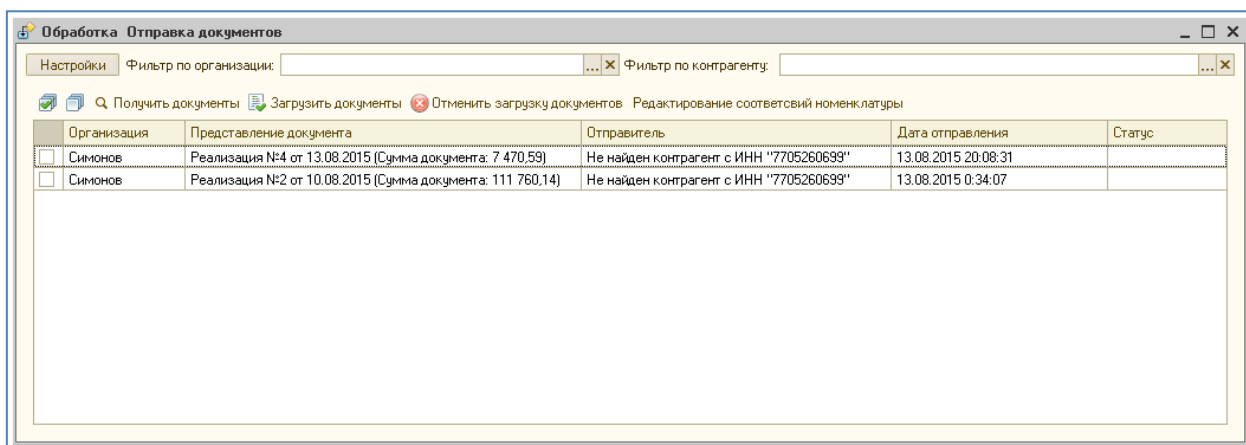 Обработка Отправка документов
Настройки Фильтр по организации: ... Фильтр по контрагенту: ...
Получить документы Загрузить документы Отменить загрузку документов Редактирование соответсвий номенклатуры
Организация Представление документа Отправитель Дата отправления Статус
Симонов Реализация №4 от 13.08.2015 (Сумма документа: 7 470,59) Не найден контрагент с ИНН "7705260699" 13.08.2015 20:08:31
Симонов Реализация №2 от 10.08.2015 (Сумма документа: 111 760,14) Не найден контрагент с ИНН "7705260699" 13.08.2015 0:34:07